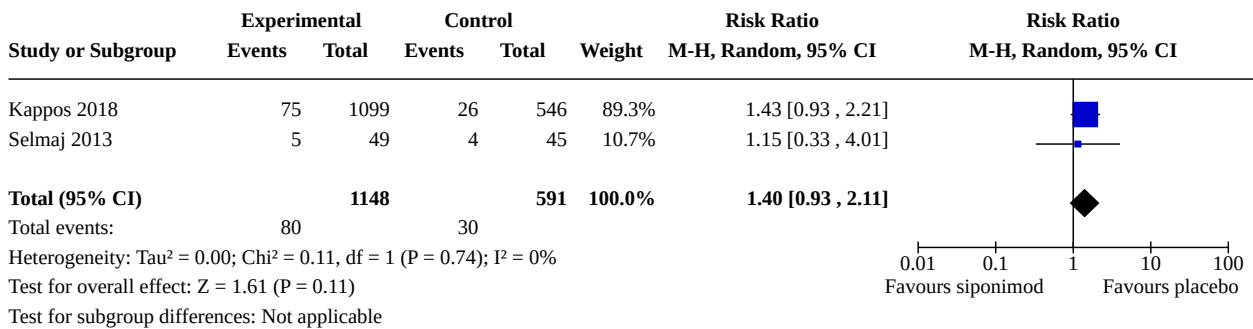 Experimental Control Risk Ratio Risk Ratio
Study or Subgroup Events Total Events Total Weight M-H, Random, 95% CI M-H, Random, 95% CI
Kappos 2018 75 1099 26 546 89.3% 1.43 [0.93 , 2.21]
Selmaj 2013 5 49 4 45 10.7% 1.15 [0.33 , 4.01]
Total (95% CI) 1148 591 100.0% 1.40 [0.93 , 2.11]
Total events: 80 30
Heterogeneity: Tau² = 0.00; Chi² = 0.11, df = 1 (P = 0.74); I² = 0%
0.01 0.1 1 10 100
Test for overall effect: Z = 1.61 (P = 0.11) Favours siponimod Favours placebo
Test for subgroup differences: Not applicable